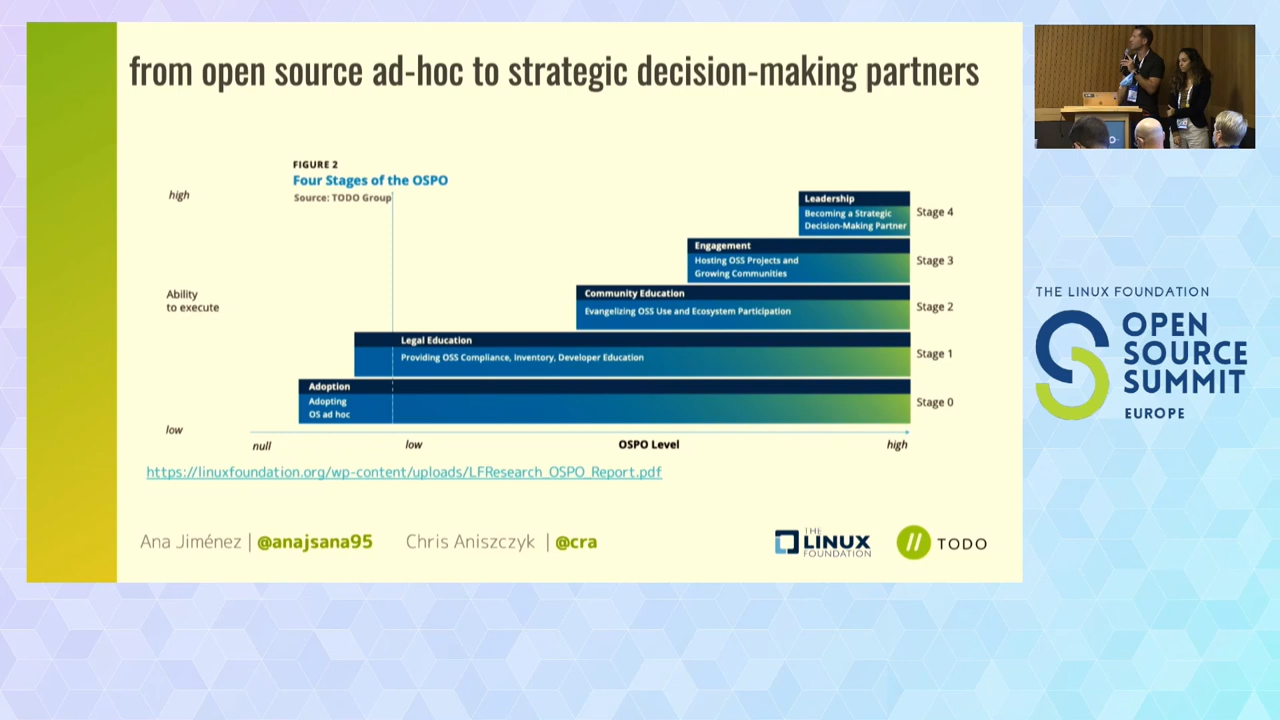 from open source ad-hoc to strategic decision-making partners
FIGURE 2
Four Stages of the OSPO
Source: TODO Group
high
Leadership
Becoming a Strategic
Decision-Making Partner
Stage 4
Engagement
Hosting OSS Projects and
Growing Communities
Stage 3
Ability
to execute
Community Education
Evangelizing OSS Use and Ecosystem Participation
Stage 2
Legal Education
Providing OSS Compliance, Inventory, Developer Education
Stage 1
Adoption
Adopting
OS ad hoc
Stage 0
low
null
low
OSPO Level
high
https://linuxfoundation.org/wp-content/uploads/LFResearch_OSPO_Report.pdf
Ana Jiménez | @anajsana95
Chris Aniszczyk | @cra
THE
LINUX
FOUNDATION
// TODO
THE LINUX FOUNDATION
OPEN
SOURCE
SUMMIT
EUROPE